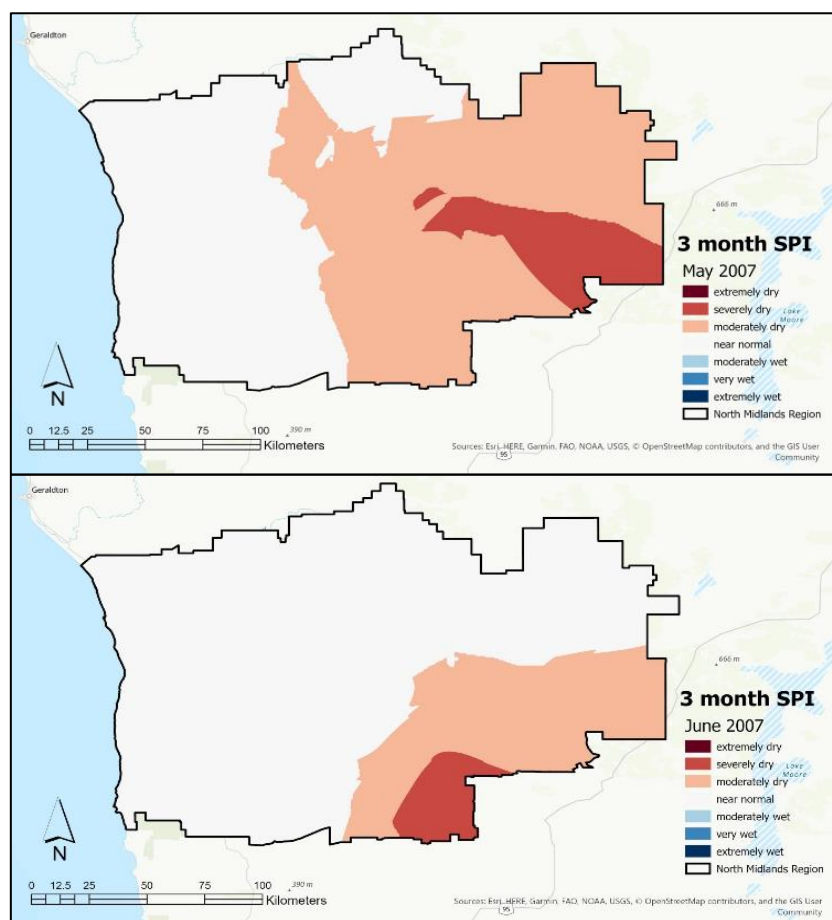 Geraldton
666 m
3 month SPI
May 2007
extremely dry
severely dry
moderately dry
near normal
moderately wet
very wet
extremely wet
North Midlands Region
Lake
Moore
N
0 12.5 25 50 75 100
Kilometers
390 m
Sources: Esri, HERE, Garmin, FAO, NOAA, USGS, © OpenStreetMap contributors, and the GIS User
Community
95
Geraldton
666 m
3 month SPI
June 2007
extremely dry
severely dry
moderately dry
near normal
moderately wet
very wet
extremely wet
North Midlands Region
Lake
Moore
N
0 12.5 25 50 75 100
Kilometers
390 m
Sources: Esri, HERE, Garmin, FAO, NOAA, USGS, © OpenStreetMap contributors, and the GIS User
Community
95